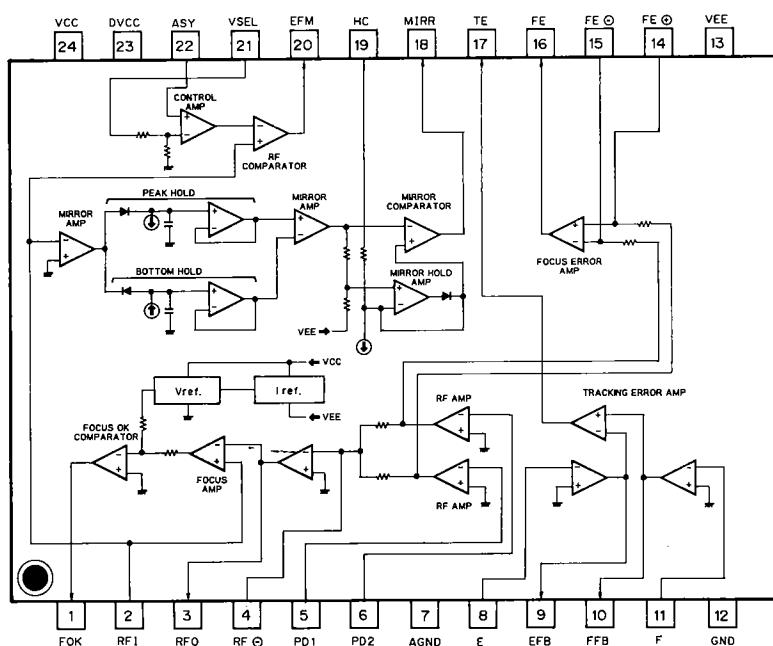 VCC DVCC ASY VSEL EFM HC MIRR TE FE FE ⊖ FE ⊕ VEE
24 23 22 21 20 19 18 17 16 15 14 13
CONTROL
AMP
RF
COMPARATOR
PEAK HOLD
MIRROR
AMP
MIRROR
AMP
MIRROR
COMPARATOR
FOCUS ERROR
AMP
BOTTOM HOLD
MIRROR HOLD
AMP
VEE
VCC
Vref.
Iref.
VEE
RF AMP
TRACKING ERROR AMP
FOCUS OK
COMPARATOR
FOCUS
AMP
RF AMP
1 2 3 4 5 6 7 8 9 10 11 12
FOK RFI RFO RF ⊖ PD1 PD2 AGND E EFB FFB F GND